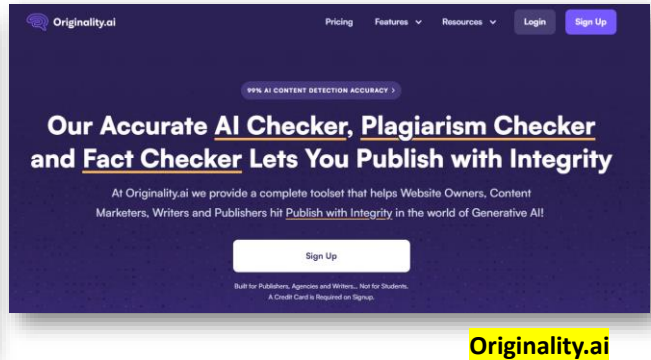 Originality.ai Pricing Features Resources Login Sign Up
99% AI CONTENT DETECTION ACCURACY >
Our Accurate AI Checker, Plagiarism Checker
and Fact Checker Lets You Publish with Integrity
At Originality.ai we provide a complete toolset that helps Website Owners, Content
Marketers, Writers and Publishers hit Publish with Integrity in the world of Generative AI!
Sign Up
Built for Publishers, Agencies and Writers... Not for Students.
A Credit Card is Required on Signup.
Originality.ai